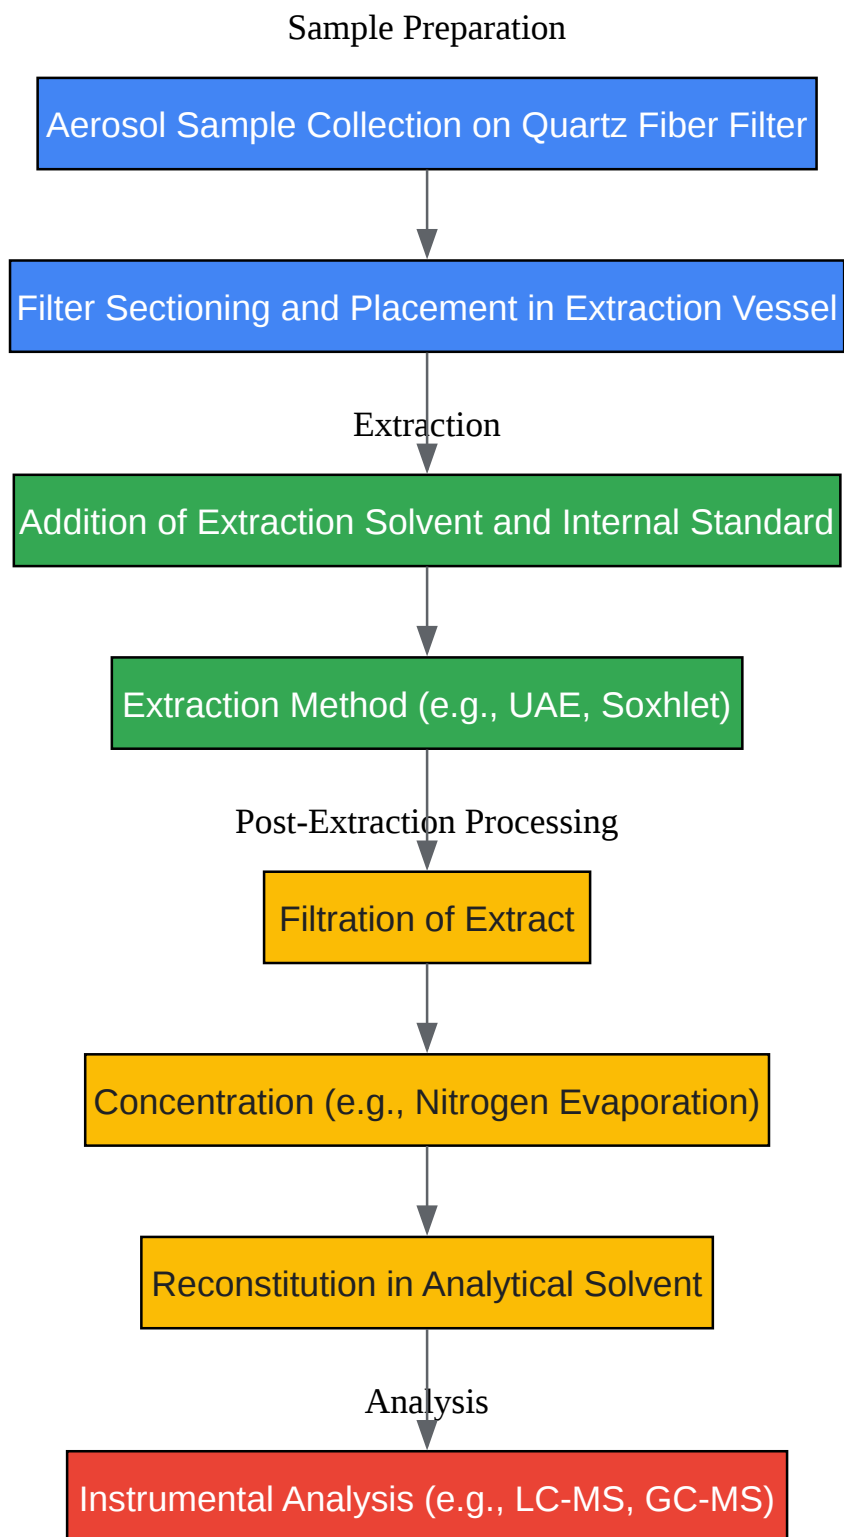 Sample Preparation
Aerosol Sample Collection on Quartz Fiber Filter
Filter Sectioning and Placement in Extraction Vessel
Extraction
Addition of Extraction Solvent and Internal Standard
Extraction Method (e.g., UAE, Soxhlet)
Post-Extraction Processing
Filtration of Extract
Concentration (e.g., Nitrogen Evaporation)
Reconstitution in Analytical Solvent
Analysis
Instrumental Analysis (e.g., LC-MS, GC-MS)